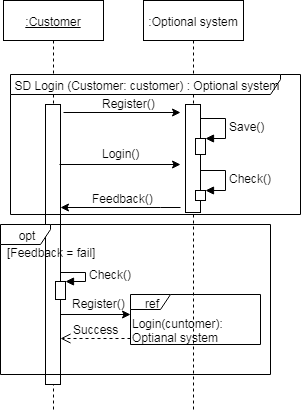 :Customer
:Optional system
SD Login (Customer: customer) : Optional system
Register()
Save()
Login()
Check()
Feedback()
opt
[Feedback = fail]
Check()
Register()
ref
Login(cuntomer):
Optianal system
Success